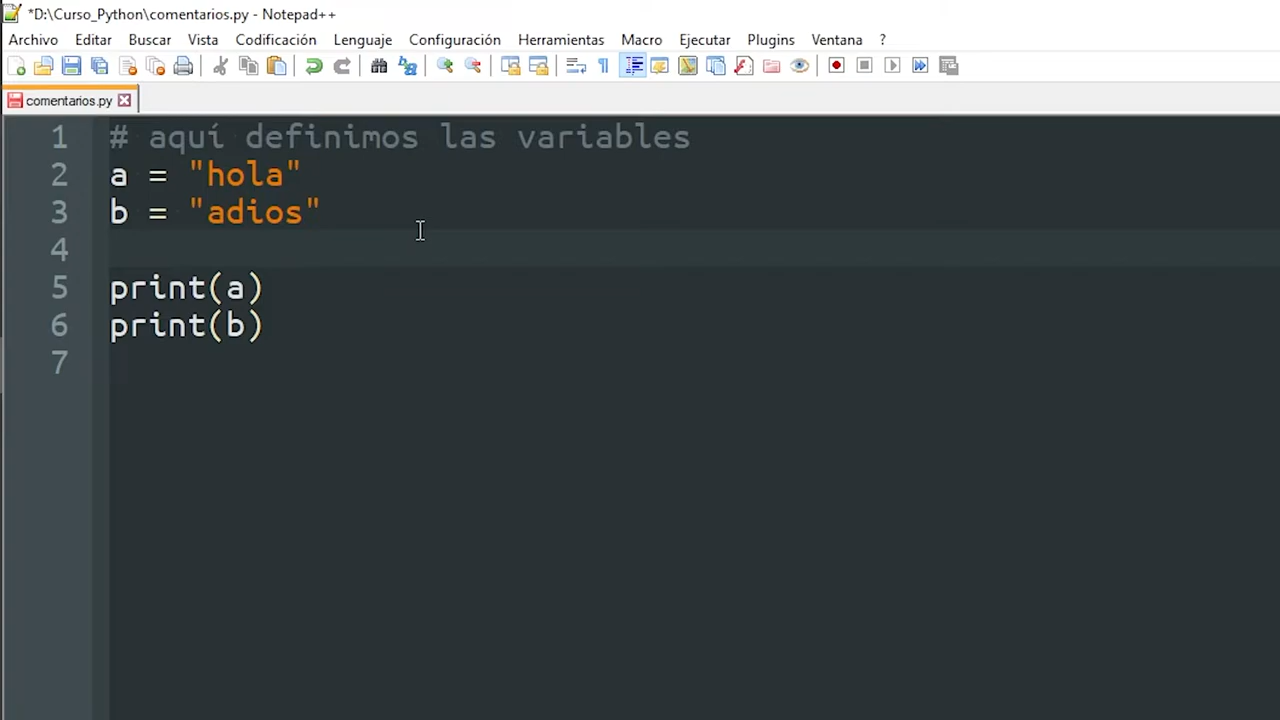 *D:\Curso_Python\comentarios.py - Notepad++
Archivo Editar Buscar Vista Codificación Lenguaje Configuración Herramientas Macro Ejecutar Plugins Ventana ?
comentarios.py
1 # aquí definimos las variables
2 a = "hola"
3 b = "adios"
4
5 print(a)
6 print(b)
7